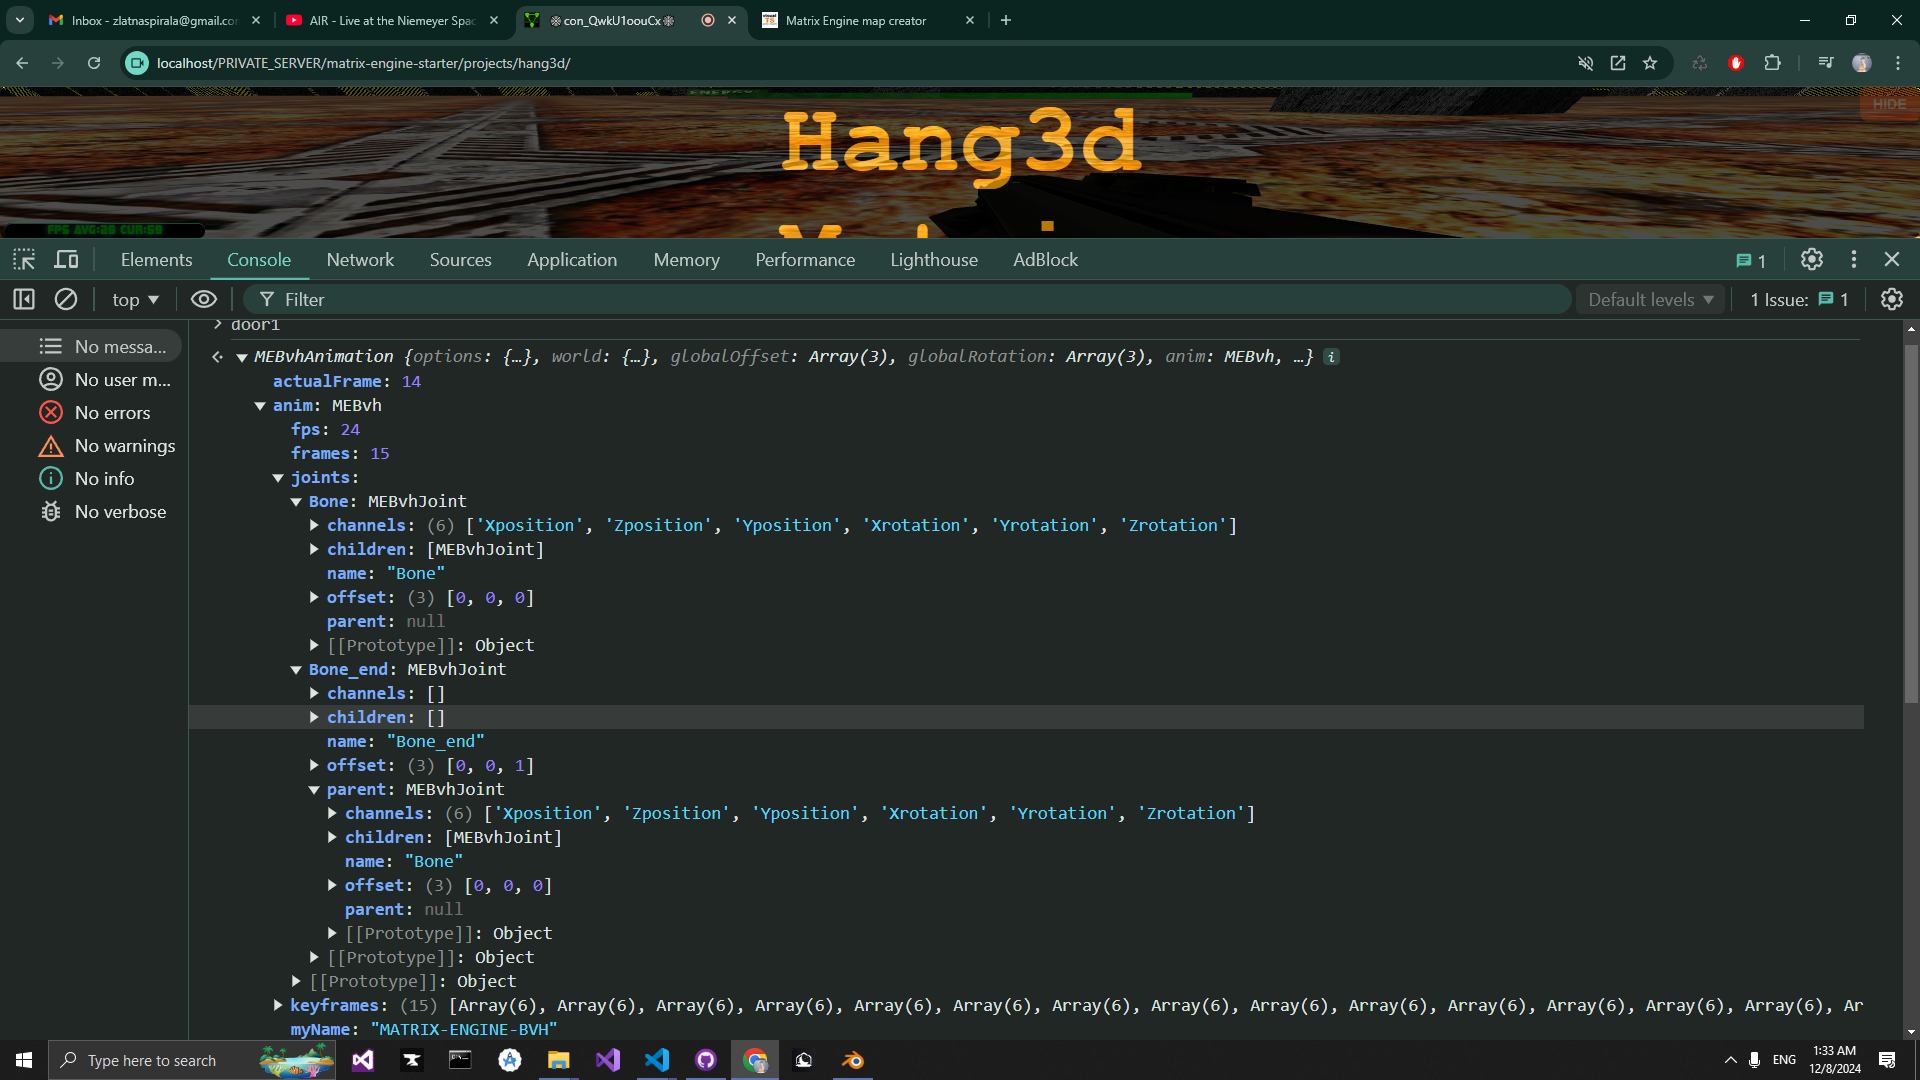 Inbox - zlatnaspirala@gmail.co
AIR - Live at the Niemeyer Spac
con_QwkU1oouCx
Matrix Engine map creator
localhost/PRIVATE_SERVER/matrix-engine-starter/projects/hang3d/
HIDE
Hang3d
FPS AVG:28 CUR:69
Elements
Console
Network
Sources
Application
Memory
Performance
Lighthouse
AdBlock
1
top
Filter
Default levels
1 Issue:
1
No messa...
No user m...
No errors
No warnings
No info
No verbose
door1
MEBvhAnimation {options: {…}, world: {…}, globalOffset: Array(3), globalRotation: Array(3), anim: MEBvh, …}
actualFrame: 14
anim: MEBvh
fps: 24
frames: 15
joints:
Bone: MEBvhJoint
channels: (6) ['Xposition', 'Zposition', 'Yposition', 'Xrotation', 'Yrotation', 'Zrotation']
children: [MEBvhJoint]
name: "Bone"
offset: (3) [0, 0, 0]
parent: null
[[Prototype]]: Object
Bone_end: MEBvhJoint
channels: []
children: []
name: "Bone_end"
offset: (3) [0, 0, 1]
parent: MEBvhJoint
channels: (6) ['Xposition', 'Zposition', 'Yposition', 'Xrotation', 'Yrotation', 'Zrotation']
children: [MEBvhJoint]
name: "Bone"
offset: (3) [0, 0, 0]
parent: null
[[Prototype]]: Object
[[Prototype]]: Object
[[Prototype]]: Object
keyframes: (15) [Array(6), Array(6), Array(6), Array(6), Array(6), Array(6), Array(6), Array(6), Array(6), Array(6), Array(6), Array(6), Array(6), Array(6), Ar
myName: "MATRIX-ENGINE-BVH"
Type here to search
ENG
1:33 AM
12/8/2024